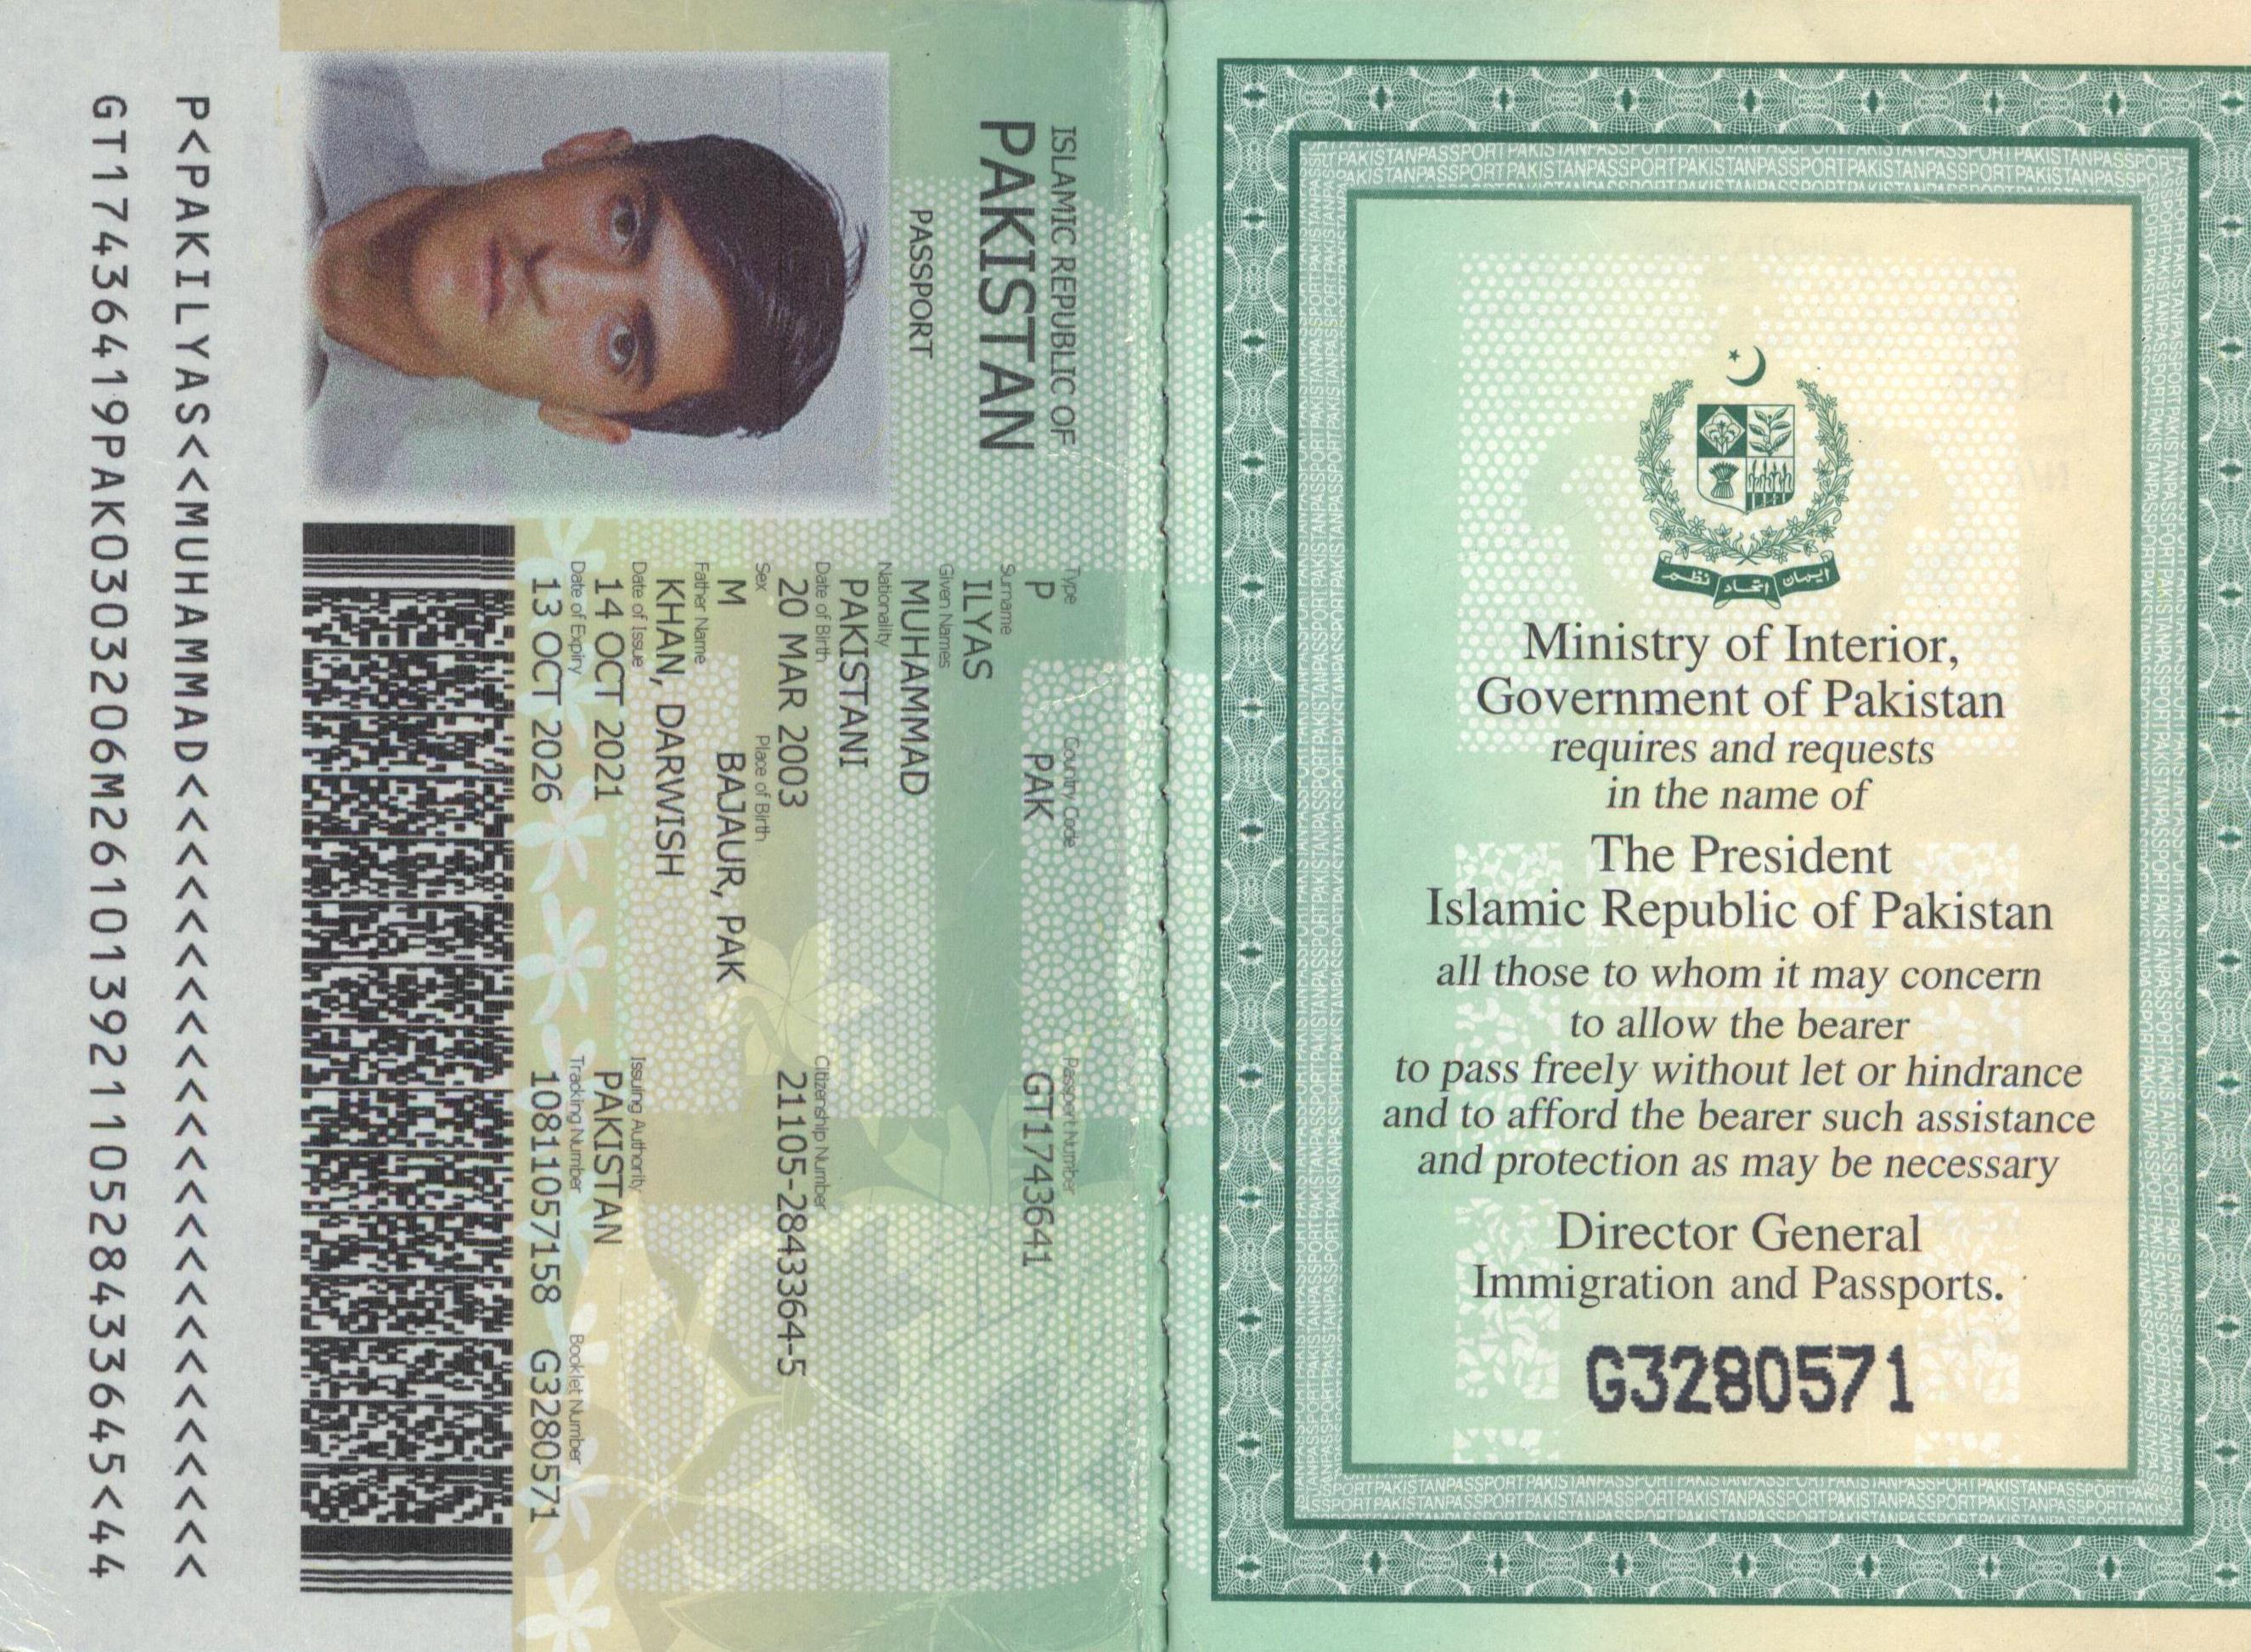 ISLAMIC REPUBLIC OF
PAKISTAN
PASSPORT
Type Country Code Passport Number
P PAK GT1743641
Surname
ILYAS
Given Names
MUHAMMAD
Nationality
PAKISTANI
Date of Birth Citizenship Number
20 MAR 2003 21105-2843364-5
Sex Place of Birth
M BAJAUR, PAK
Father Name
KHAN, DARWISH
Date of Issue Issuing Authority
14 OCT 2021 PAKISTAN
Date of Expiry Tracking Number Booklet Number
13 OCT 2026 10811057158 G3280571
P<PAKILYAS<<MUHAMMAD<<<<<<<<<<<<<<<<<<<<<<<<
GT17436419PAK0303206M26101392110528433645<44
ایمان اتحاد نظم
Ministry of Interior,
Government of Pakistan
requires and requests
in the name of
The President
Islamic Republic of Pakistan
all those to whom it may concern
to allow the bearer
to pass freely without let or hindrance
and to afford the bearer such assistance
and protection as may be necessary
Director General
Immigration and Passports.
G3280571